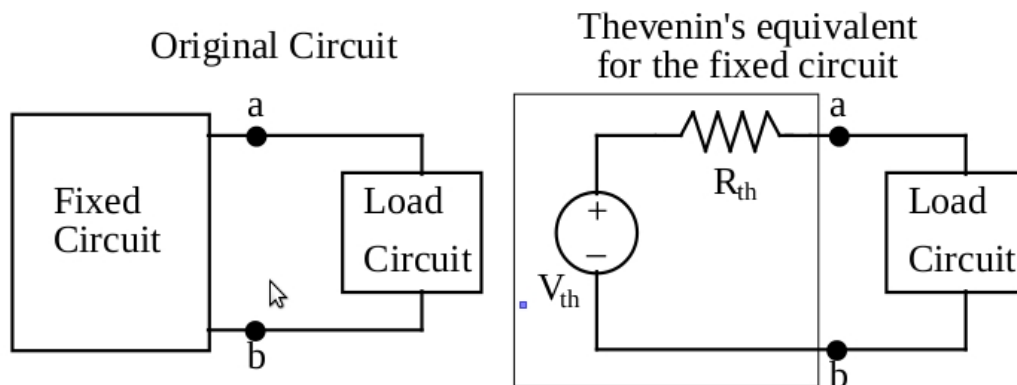 Original Circuit
a
Fixed
Circuit
Load
Circuit
b
Thevenin's equivalent
for the fixed circuit
a
R_th
+
−
V_th
Load
Circuit
b